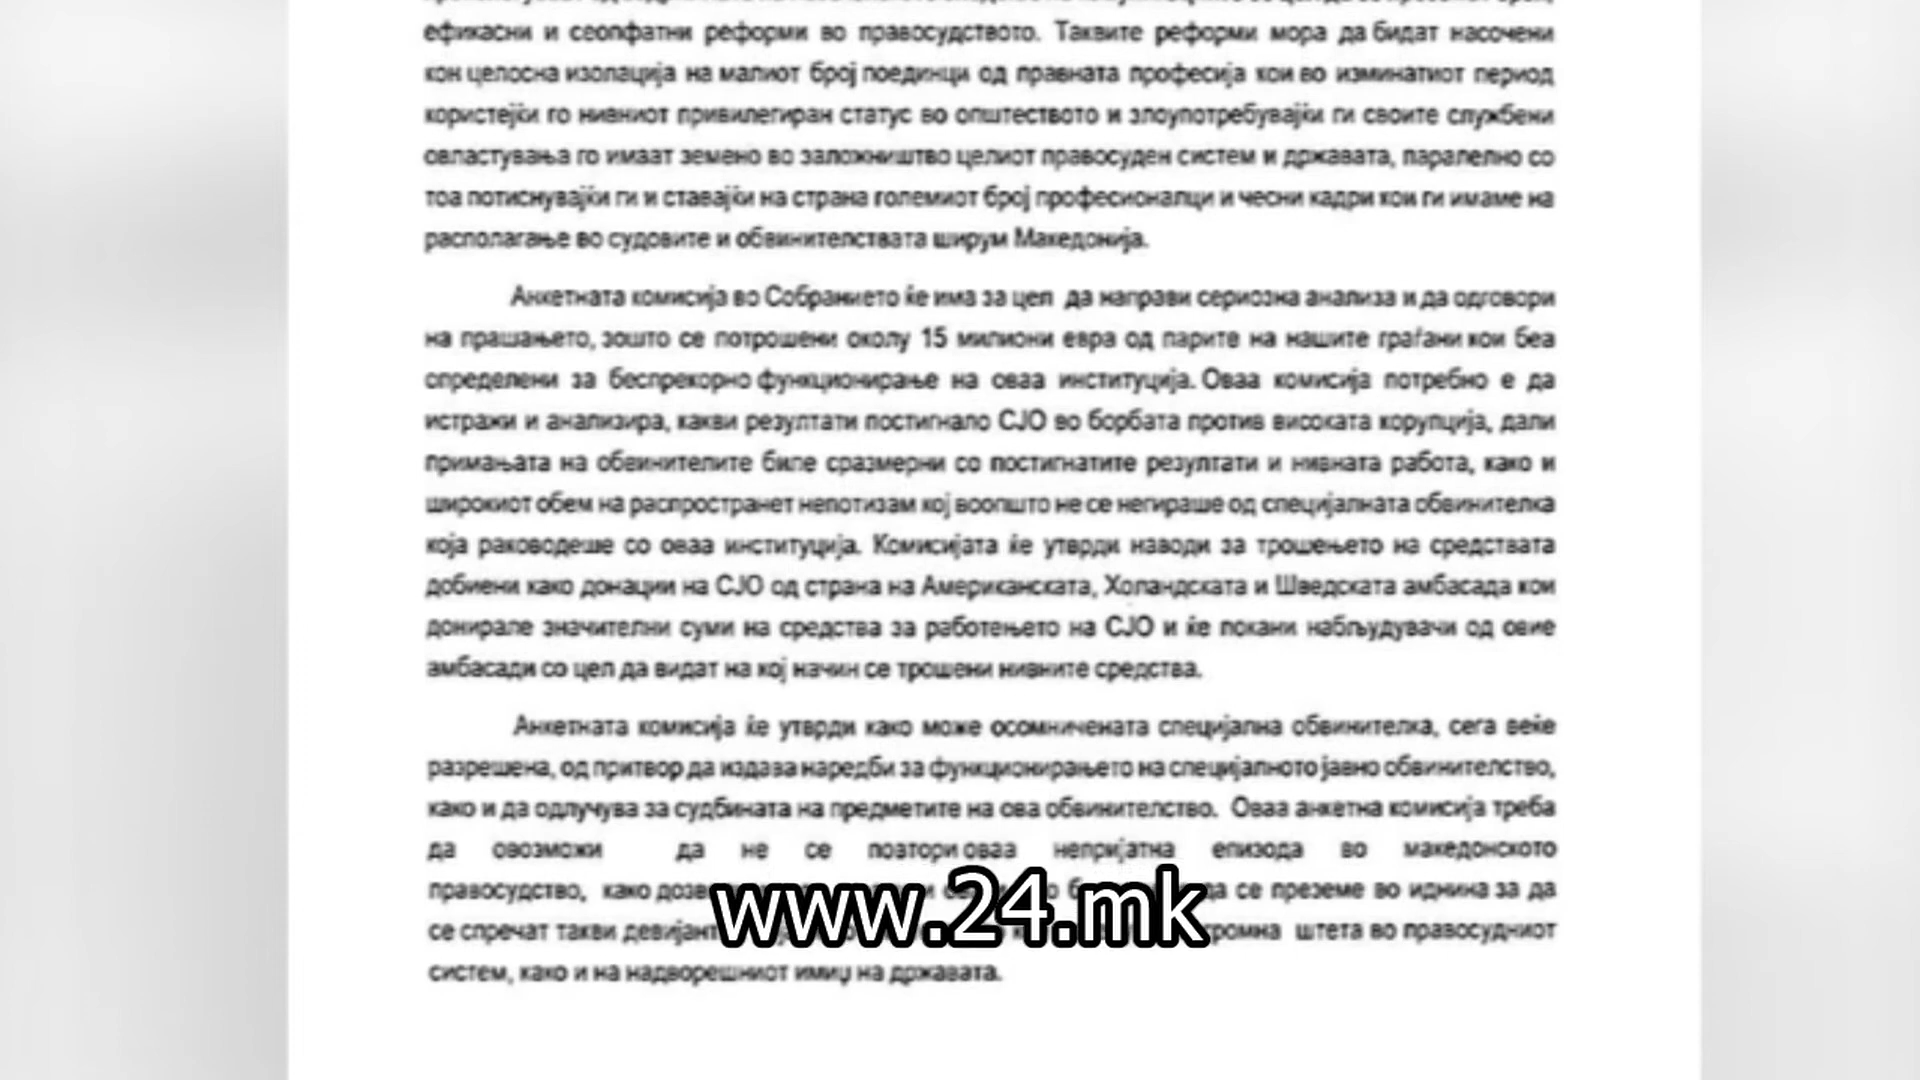 ефикасни и сеопфатни реформи во правосудството. Таквите реформи мора да бидат насочени
кон целосна изолација на малиот број поединци од правната професија кои во изминатиот период
користејќи го нивниот привилегиран статус во општеството и злоупотребувајќи ги своите службени
овластувања го имаат земено во заложништво целиот правосуден систем и државата, паралелно со
тоа потиснувајќи ги и ставајќи на страна големиот број професионалци и чесни кадри кои ги имаме на
располагање во судовите и обвинителствата ширум Македонија.
Анкетната комисија во Собранието ќе има за цел да направи сериозна анализа и да одговори
на прашањето, зошто се потрошени околу 15 милиони евра од парите на нашите граѓани кои беа
определени за беспрекорно функционирање на оваа институција. Оваа комисија потребно е да
истражи и анализира, какви резултати постигнало СЈО во борбата против високата корупција, дали
примањата на обвинителите биле сразмерни со постигнатите резултати и нивната работа, како и
широкиот обем на распространет непотизам кој воопшто не се негираше од специјалната обвинителка
која раководеше со оваа институција. Комисијата ќе утврди наводи за трошењето на средствата
добиени како донации на СЈО од страна на Американската, Холандската и Шведската амбасада кои
донирале значителни суми на средства за работењето на СЈО и ќе покани набљудувачи од овие
амбасади со цел да видат на кој начин се трошени нивните средства.
Анкетната комисија ќе утврди како може осомничената специјална обвинителка, сега веќе
разрешена, од притвор да издава наредби за функционирањето на специјалното јавно обвинителство,
како и да одлучува за судбината на предметите на ова обвинителство. Оваа анкетна комисија треба
да овозможи да не се повтори оваа непријатна епизода во македонското
правосудство, како да се преземе во иднина за да
се спречат такви штета во правосудниот
систем, како и на надворешниот имиџ на државата.
www.24.mk